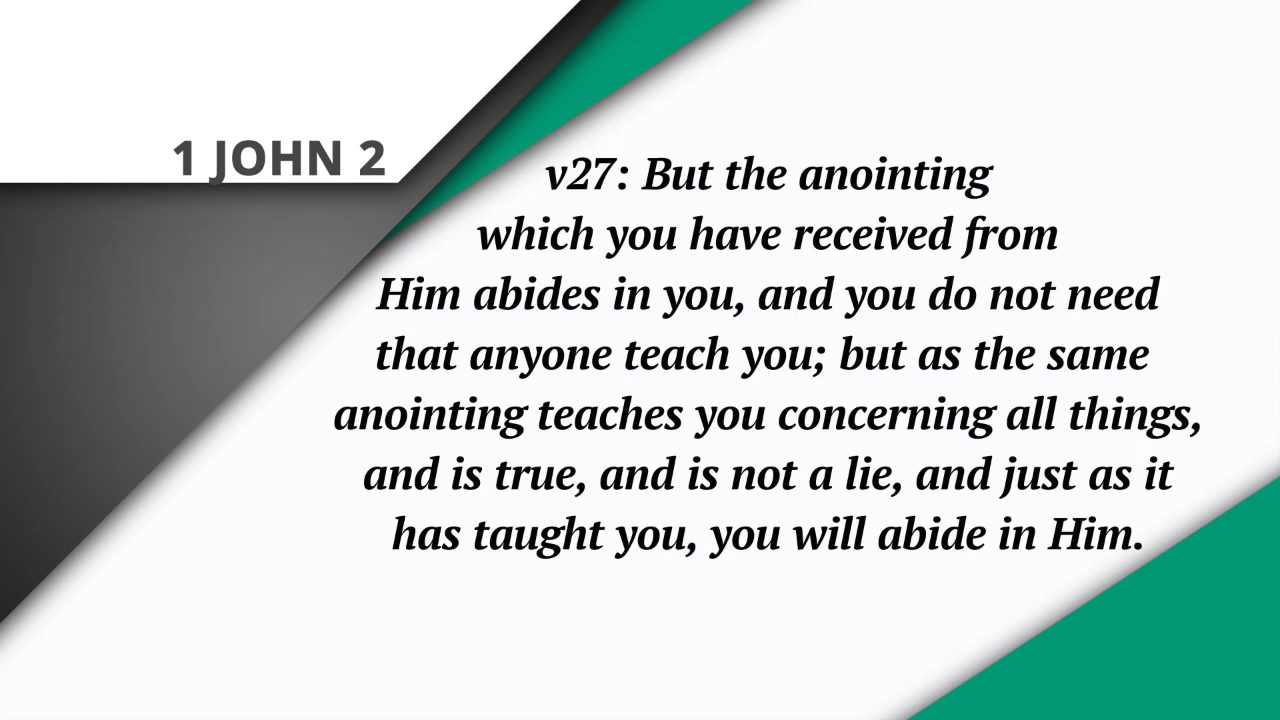 1 JOHN 2
v27: But the anointing
which you have received from
Him abides in you, and you do not need
that anyone teach you; but as the same
anointing teaches you concerning all things,
and is true, and is not a lie, and just as it
has taught you, you will abide in Him.